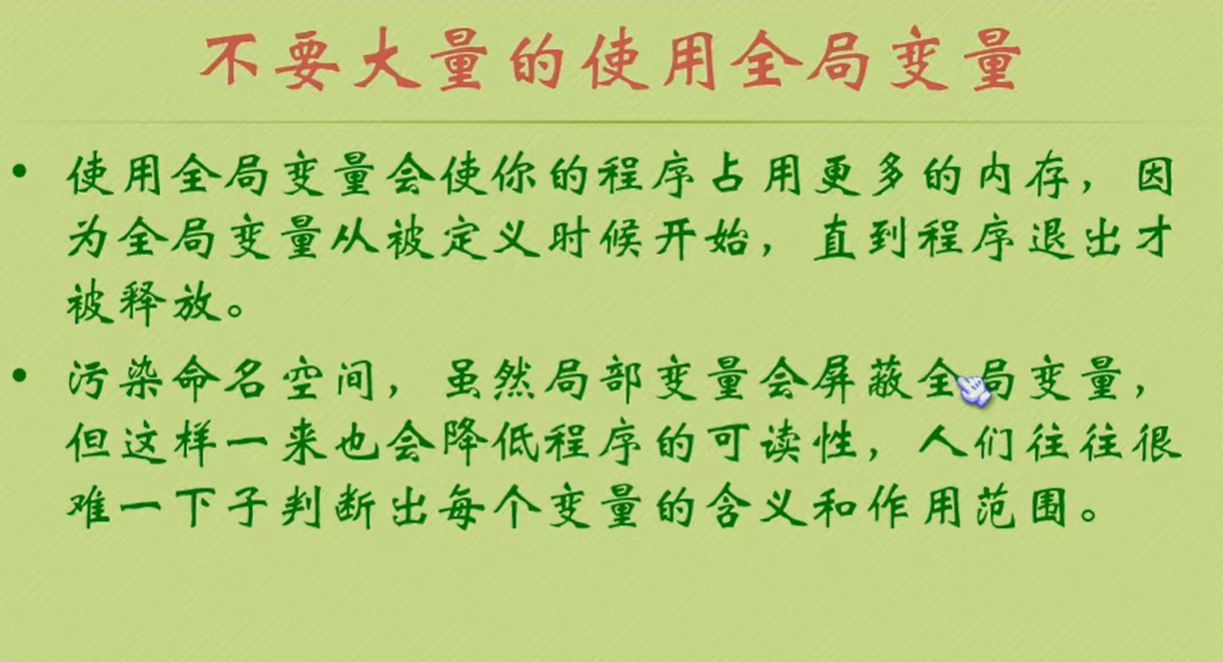 不要大量的使用全局变量
• 使用全局变量会使你的程序占用更多的内存，因
为全局变量从被定义时候开始，直到程序退出才
被释放。
• 污染命名空间，虽然局部变量会屏蔽全局变量，
但这样一来也会降低程序的可读性，人们往往很
难一下子判断出每个变量的含义和作用范围。